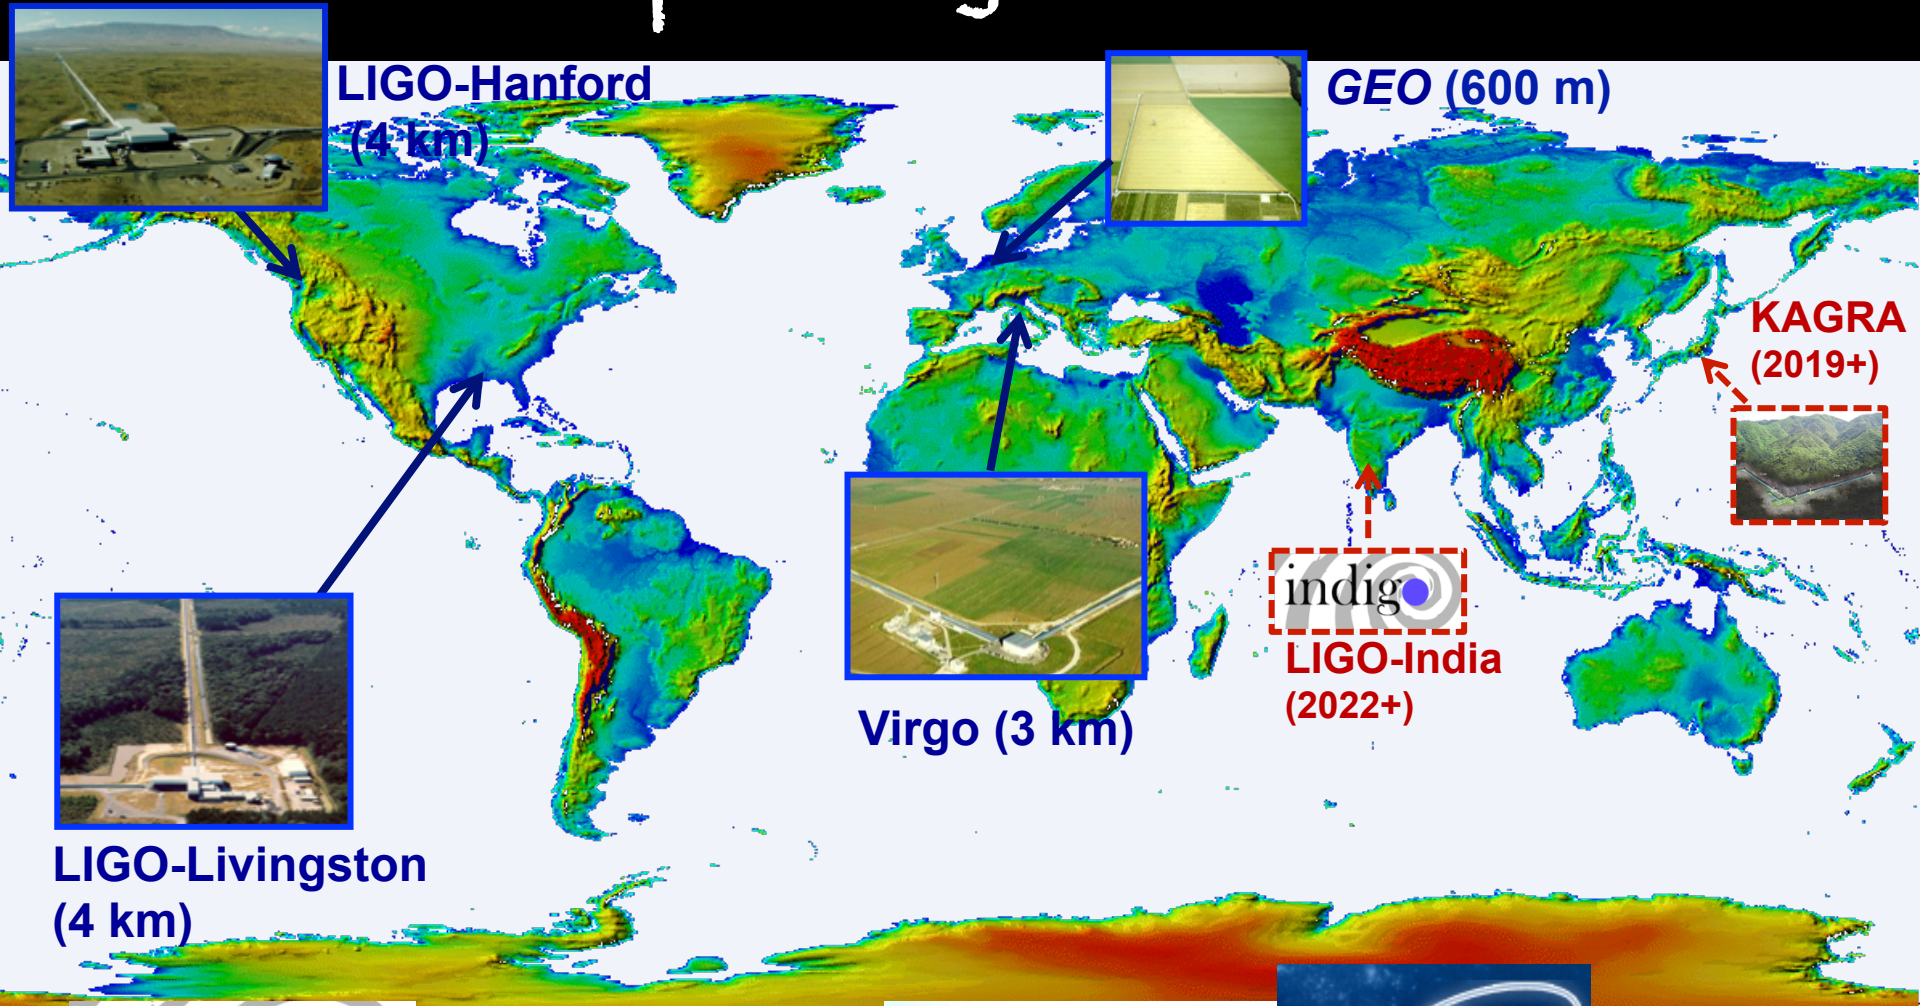 LIGO-Hanford
(4 km)
GEO (600 m)
KAGRA
(2019+)
indigo
LIGO-India
(2022+)
Virgo (3 km)
LIGO-Livingston
(4 km)